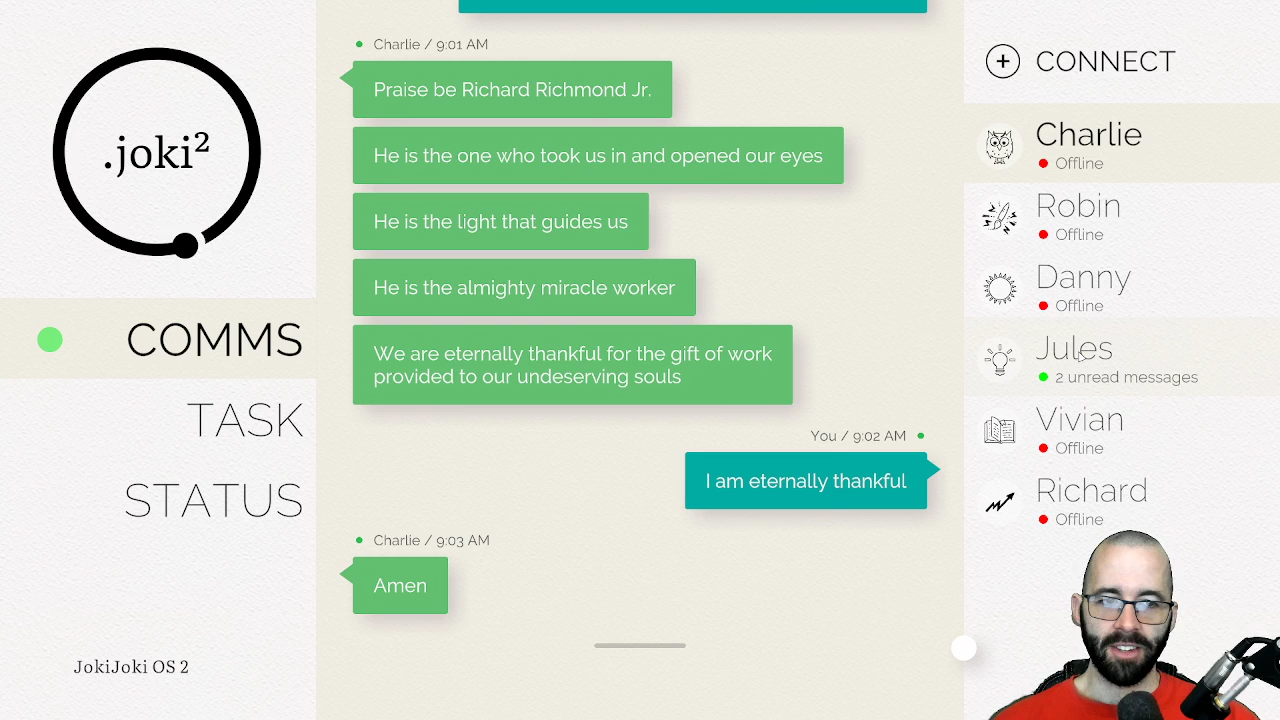 .joki²
COMMS
TASK
STATUS
JokiJoki OS 2
Charlie / 9:01 AM
Praise be Richard Richmond Jr.
He is the one who took us in and opened our eyes
He is the light that guides us
He is the almighty miracle worker
We are eternally thankful for the gift of work
provided to our undeserving souls
You / 9:02 AM
I am eternally thankful
Charlie / 9:03 AM
Amen
CONNECT
Charlie
Offline
Robin
Offline
Danny
Offline
Jules
2 unread messages
Vivian
Offline
Richard
Offline